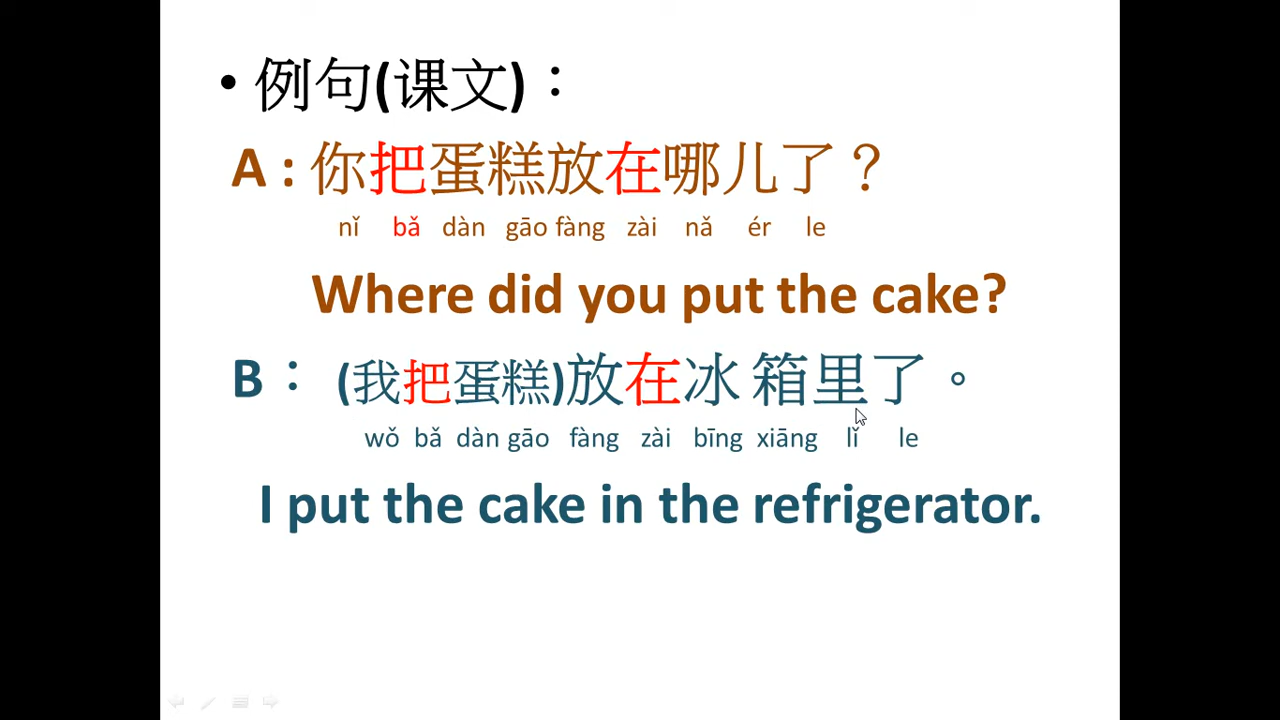 • 例句(课文)：
A : 你把蛋糕放在哪儿了？
nǐ bǎ dàn gāo fàng zài nǎ ér le
Where did you put the cake?
B： (我把蛋糕)放在冰 箱里了。
wǒ bǎ dàn gāo fàng zài bīng xiāng lǐ le
I put the cake in the refrigerator.